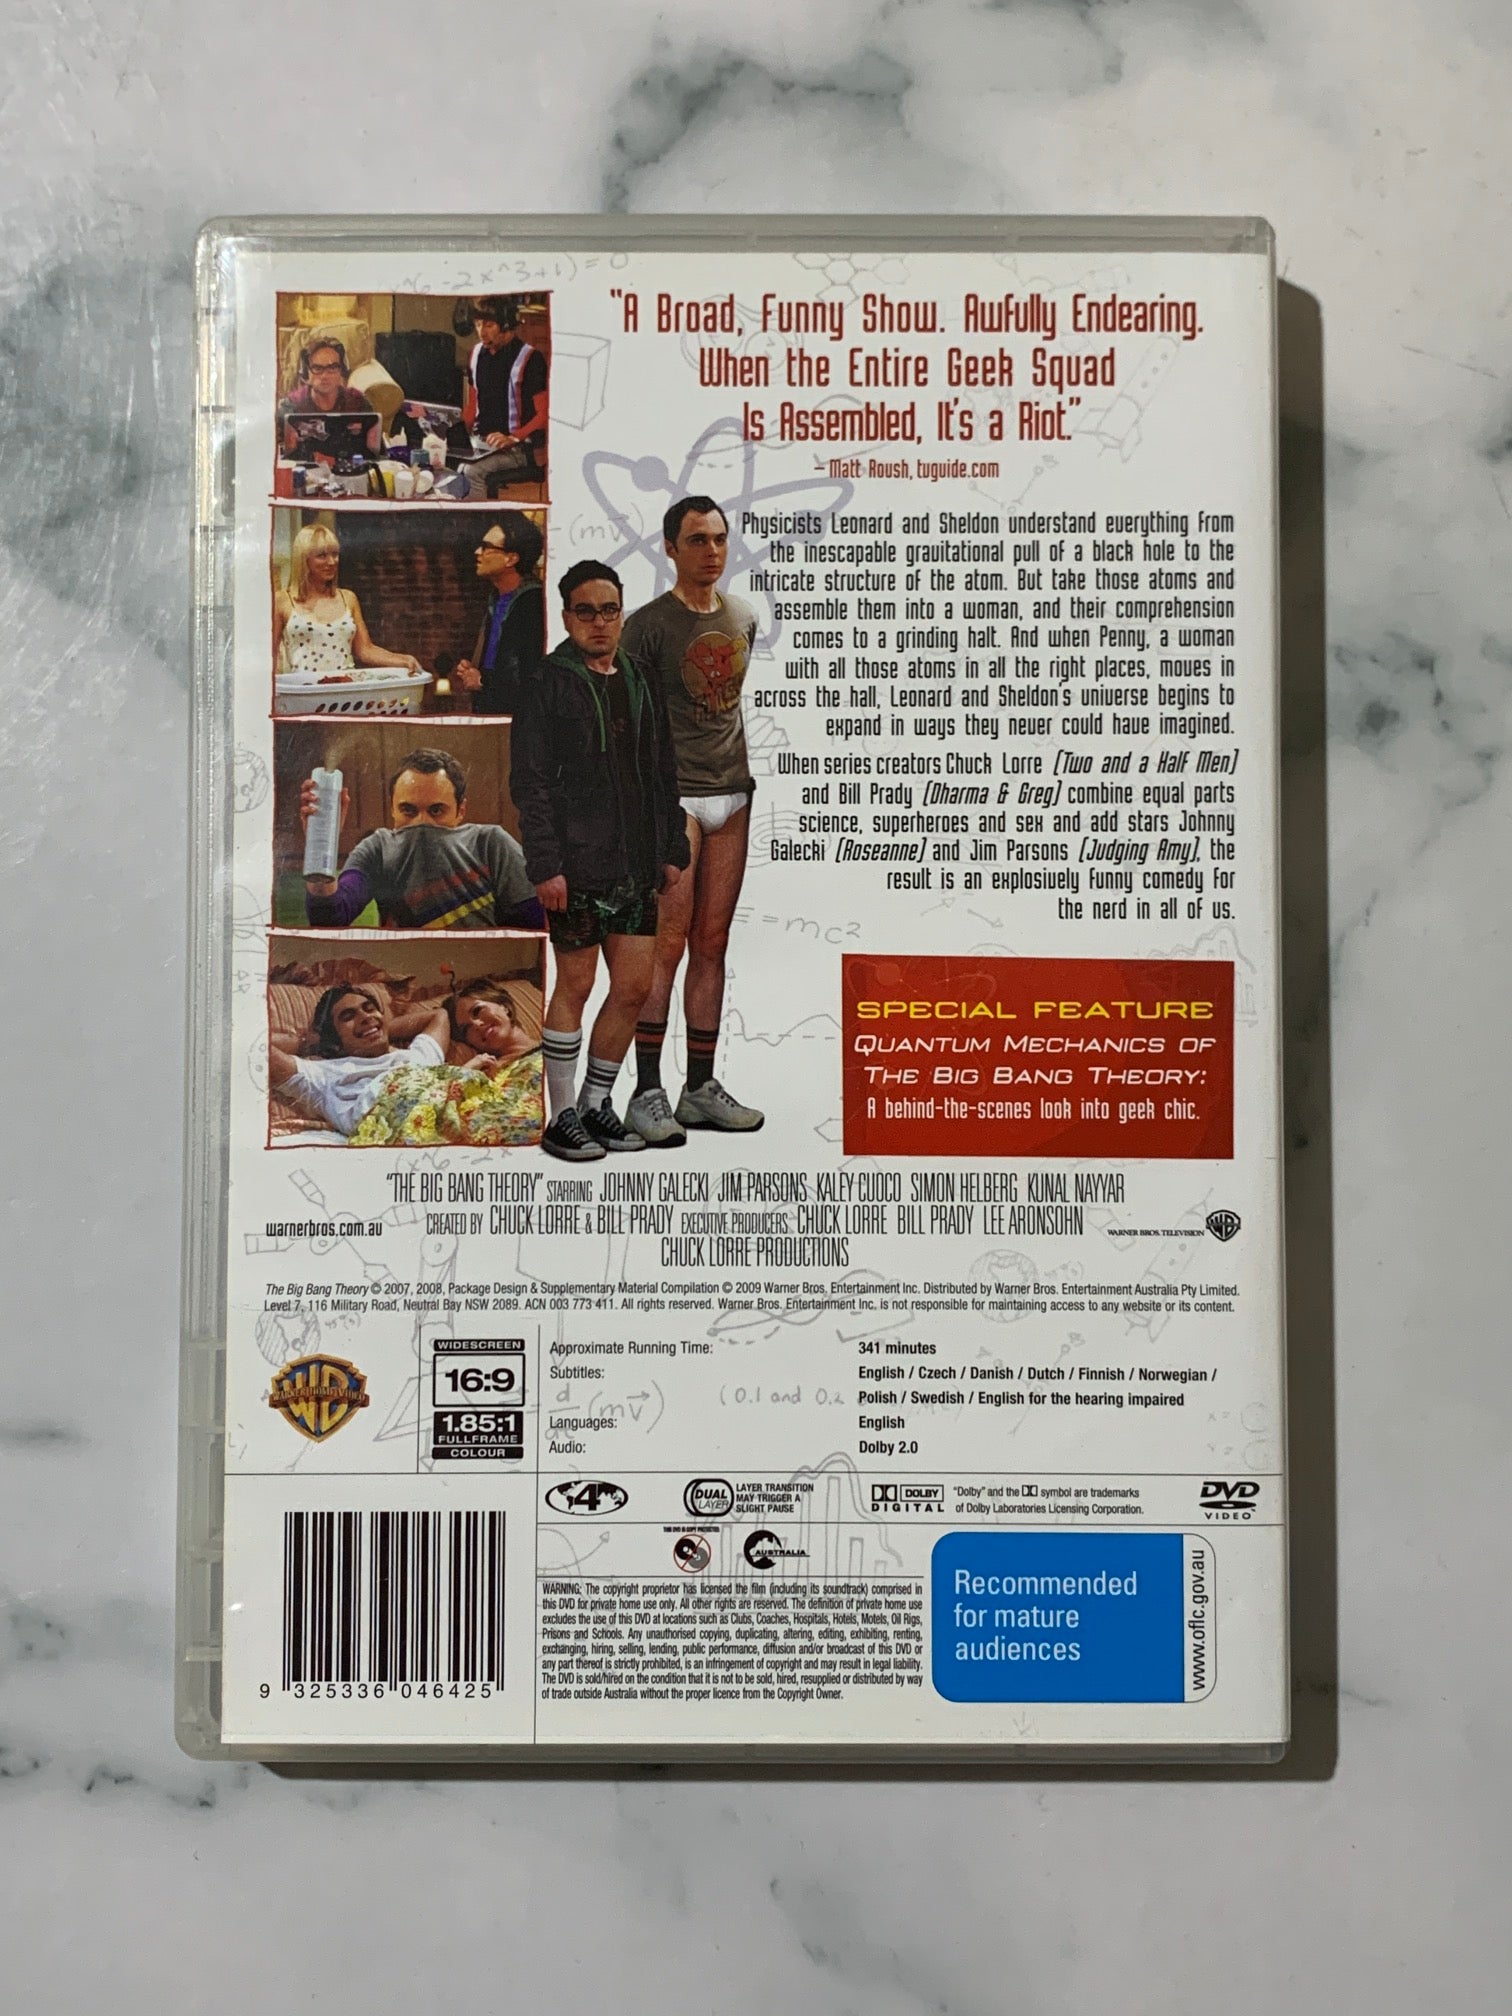 "A Broad, Funny Show. Awfully Endearing.
When the Entire Geek Squad
Is Assembled, It's a Riot."
– Matt Roush, tvguide.com
Physicists Leonard and Sheldon understand everything from
the inescapable gravitational pull of a black hole to the
intricate structure of the atom. But take those atoms and
assemble them into a woman, and their comprehension
comes to a grinding halt. And when Penny, a woman
with all those atoms in all the right places, moves in
across the hall, Leonard and Sheldon's universe begins to
expand in ways they never could have imagined.
When series creators Chuck Lorre (Two and a Half Men)
and Bill Prady (Dharma & Greg) combine equal parts
science, superheroes and sex and add stars Johnny
Galecki (Roseanne) and Jim Parsons (Judging Amy), the
result is an explosively funny comedy for
the nerd in all of us.
= mc2
SPECIAL FEATURE
QUANTUM MECHANICS OF
THE BIG BANG THEORY:
A behind-the-scenes look into geek chic.
"THE BIG BANG THEORY" STARRING JOHNNY GALECKI JIM PARSONS KALEY CUOCO SIMON HELBERG KUNAL NAYYAR
warnerbros.com.au
CREATED BY CHUCK LORRE & BILL PRADY EXECUTIVE PRODUCERS CHUCK LORRE BILL PRADY LEE ARONSOHN
CHUCK LORRE PRODUCTIONS
WARNER BROS. TELEVISION WB
The Big Bang Theory © 2007, 2008, Package Design & Supplementary Material Compilation © 2009 Warner Bros. Entertainment Inc. Distributed by Warner Bros. Entertainment Australia Pty Limited.
Level 7, 116 Military Road, Neutral Bay NSW 2089. ACN 003 773 411. All rights reserved. Warner Bros. Entertainment Inc. is not responsible for maintaining access to any website or its content.
WB
WARNER HOME VIDEO
WIDESCREEN
16:9
1.85:1
FULLFRAME
COLOUR
Approximate Running Time: 341 minutes
Subtitles: English / Czech / Danish / Dutch / Finnish / Norwegian /
Polish / Swedish / English for the hearing impaired
Languages: English
Audio: Dolby 2.0
4
DUAL LAYER
LAYER TRANSITION
MAY TRIGGER A
SLIGHT PAUSE
DOLBY
DIGITAL
"Dolby" and the DD symbol are trademarks
of Dolby Laboratories Licensing Corporation.
DVD
VIDEO
THIS DVD IS COPY PROTECTED
AUSTRALIA
WARNING: The copyright proprietor has licensed the film (including its soundtrack) comprised in
this DVD for private home use only. All other rights are reserved. The definition of private home use
excludes the use of this DVD at locations such as Clubs, Coaches, Hospitals, Hotels, Motels, Oil Rigs,
Prisons and Schools. Any unauthorised copying, duplicating, altering, editing, exhibiting, renting,
exchanging, hiring, selling, lending, public performance, diffusion and/or broadcast of this DVD or
any part thereof is strictly prohibited, is an infringement of copyright and may result in legal liability.
The DVD is sold/hired on the condition that it is not to be sold, hired, resupplied or distributed by way
of trade outside Australia without the proper licence from the Copyright Owner.
Recommended
for mature
audiences
www.oflc.gov.au
9 325336 046425